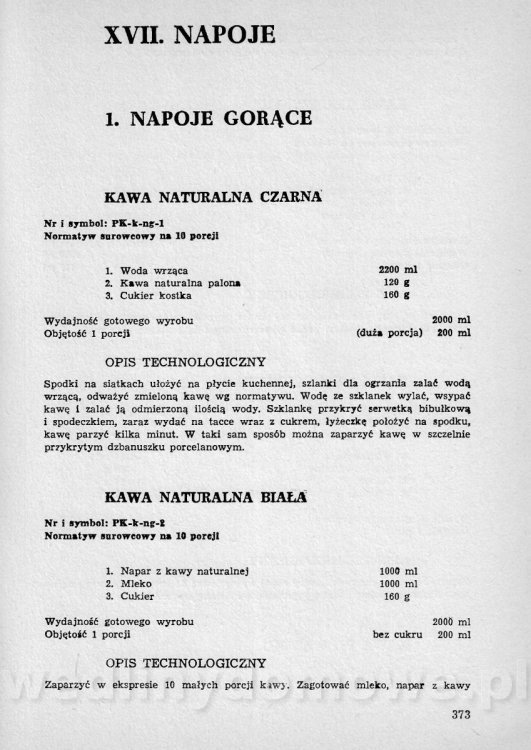 XVII. NAPOJE
1. NAPOJE GORĄCE
KAWA NATURALNA CZARNA
Nr i symbol: PK-k-ng-1
Normatyw surowcowy na 10 porcji
1. Woda wrząca 2200 ml
2. Kawa naturalna palona 120 g
3. Cukier kostka 160 g
Wydajność gotowego wyrobu 2000 ml
Objętość 1 porcji (duża porcja) 200 ml
OPIS TECHNOLOGICZNY
Spodki na siatkach ułożyć na płycie kuchennej, szlanki dla ogrzania zalać wodą
wrzącą, odważyć zmieloną kawę wg normatywu. Wodę ze szklanek wylać, wsypać
kawę i zalać ją odmierzoną ilością wody. Szklankę przykryć serwetką bibułkową
i spodeczkiem, zaraz wydać na tacce wraz z cukrem, łyżeczkę położyć na spodku,
kawę parzyć kilka minut. W taki sam sposób można zaparzyć kawę w szczelnie
przykrytym dzbanuszku porcelanowym.
KAWA NATURALNA BIAŁA
Nr i symbol: PK-k-ng-2
Normatyw surowcowy na 10 porcji
1. Napar z kawy naturalnej 1000 ml
2. Mleko 1000 ml
3. Cukier 160 g
Wydajność gotowego wyrobu 2000 ml
Objętość 1 porcji bez cukru 200 ml
OPIS TECHNOLOGICZNY
Zaparzyć w ekspresie 10 małych porcji kawy. Zagotować mleko, napar z kawy
wedlinydomowe.pl
373